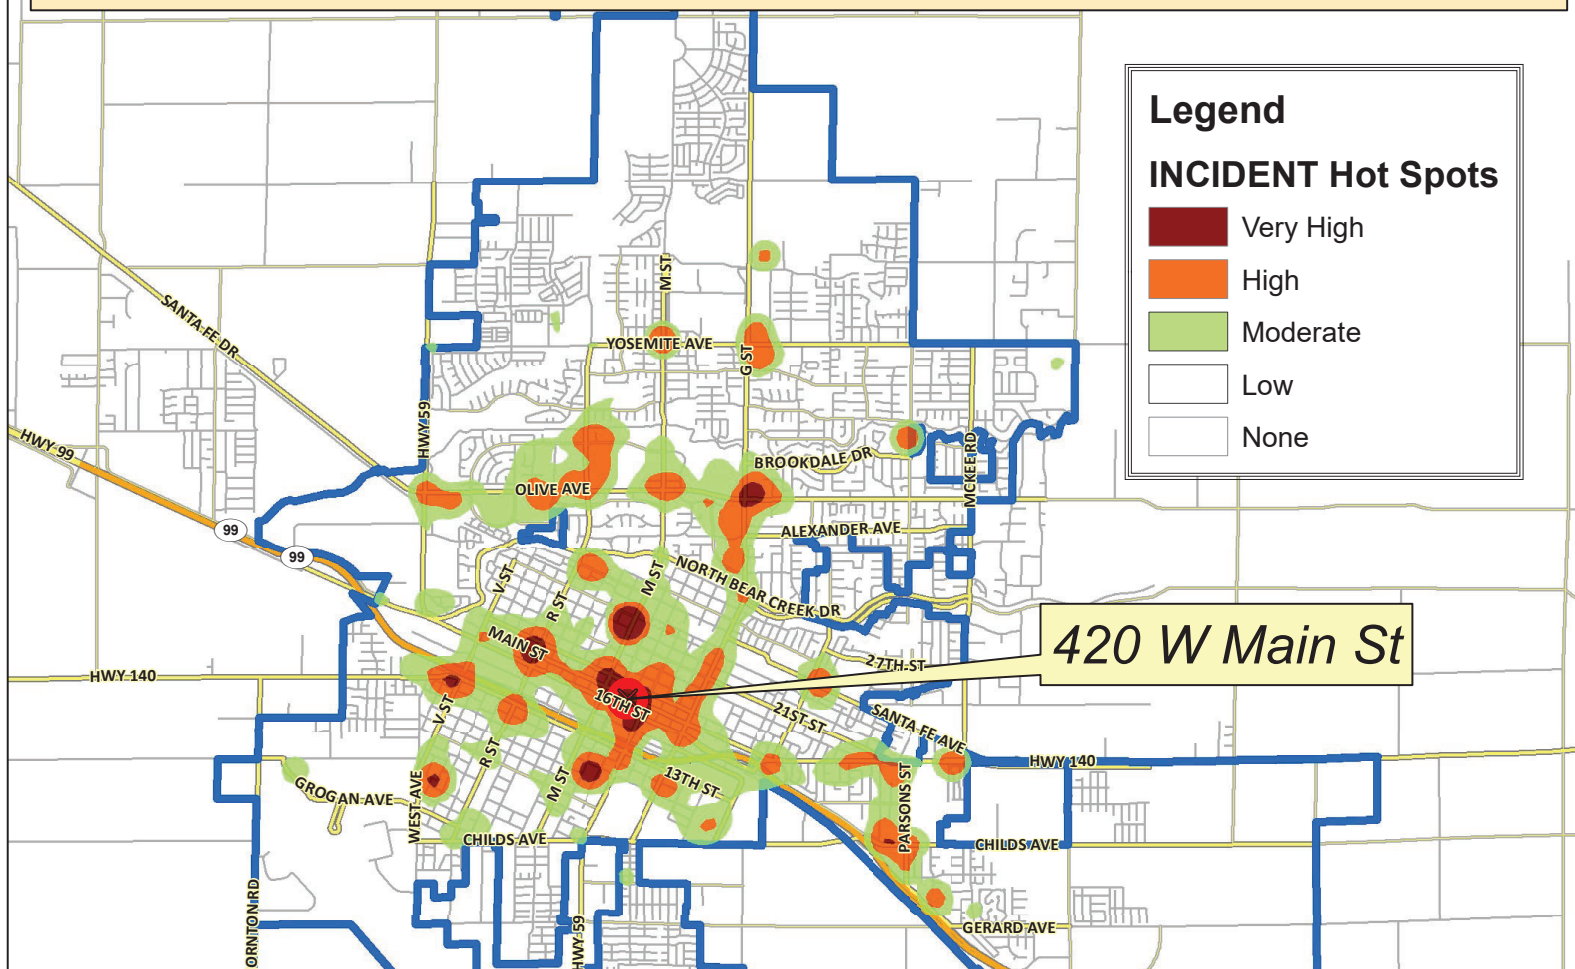 Legend
INCIDENT Hot Spots
Very High
High
Moderate
Low
None
M ST
SANTA FE DR
YOSEMITE AVE
G ST
HWY 59
HWY 99
BROOKDALE DR
MCKEE RD
OLIVE AVE
99
ALEXANDER AVE
99
V ST
M ST
NORTH BEAR CREEK DR
R ST
MAIN ST
420 W Main St
27TH ST
HWY 140
16TH ST
V ST
21ST ST
SANTA FE AVE
R ST
HWY 140
M ST
13TH ST
GROGAN AVE
WEST AVE
PARSONS ST
CHILDS AVE
CHILDS AVE
ORNTON RD
HWY 59
GERARD AVE